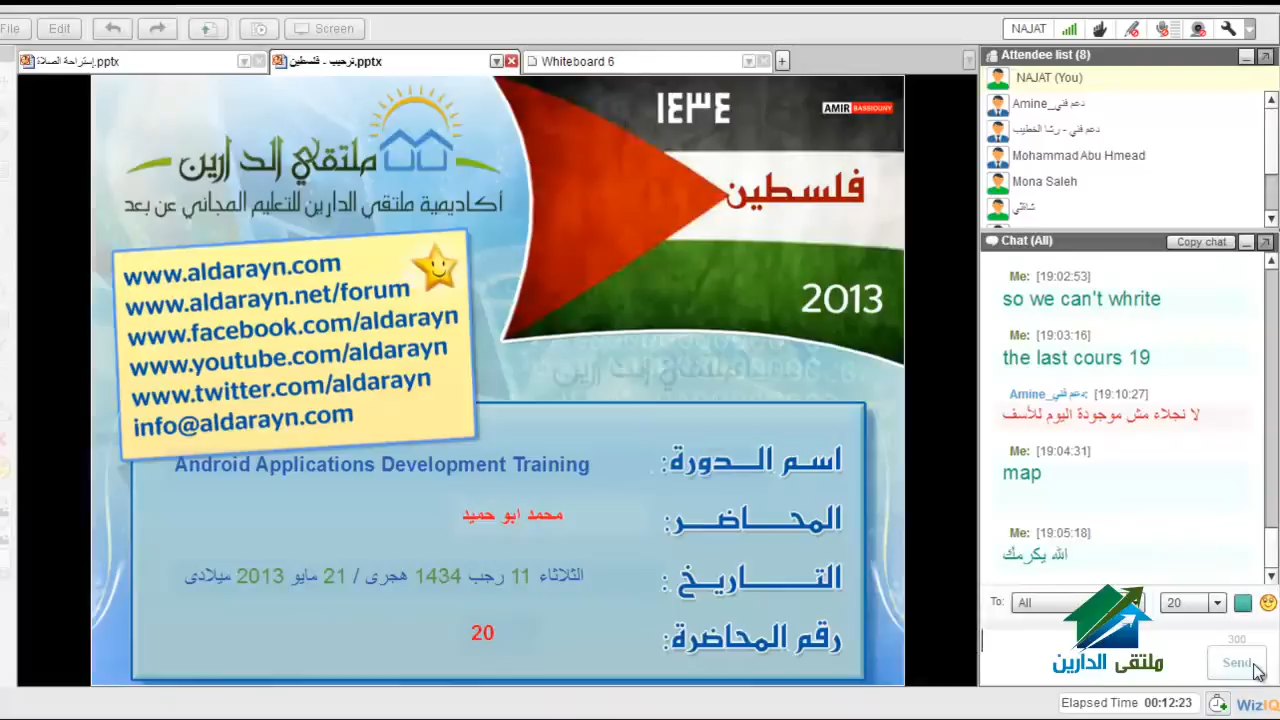 File
Edit
Screen
NAJAT
إستراحة الصلاة.pptx
ترحيب - فلسطين.pptx
Whiteboard 6
Attendee list (8)
NAJAT (You)
Amine_دعم فني
دعم فني - رشا الخطيب
Mohammad Abu Hmead
Mona Saleh
ملتقى الدارين
أكاديمية ملتقى الدارين للتعليم المجاني عن بعد
١٤٣٤
AMIR BASSIOUNY
فلسطين
2013
www.aldarayn.com
www.aldarayn.net/forum
www.facebook.com/aldarayn
www.youtube.com/aldarayn
www.twitter.com/aldarayn
info@aldarayn.com
اسم الدورة: Android Applications Development Training
المحاضر: محمد ابو حميد
التاريخ: الثلاثاء 11 رجب 1434 هجرى / 21 مايو 2013 ميلادى
رقم المحاضرة: 20
Chat (All)
Copy chat
Me: [19:02:53]
so we can't whrite
Me: [19:03:16]
the last cours 19
Amine_دعم فني: [19:10:27]
لا نجلاء مش موجودة اليوم للأسف
Me: [19:04:31]
map
Me: [19:05:18]
الله يكرمك
To: All
20
300
Send
ملتقى الدارين
Elapsed Time 00:12:23
WizIQ